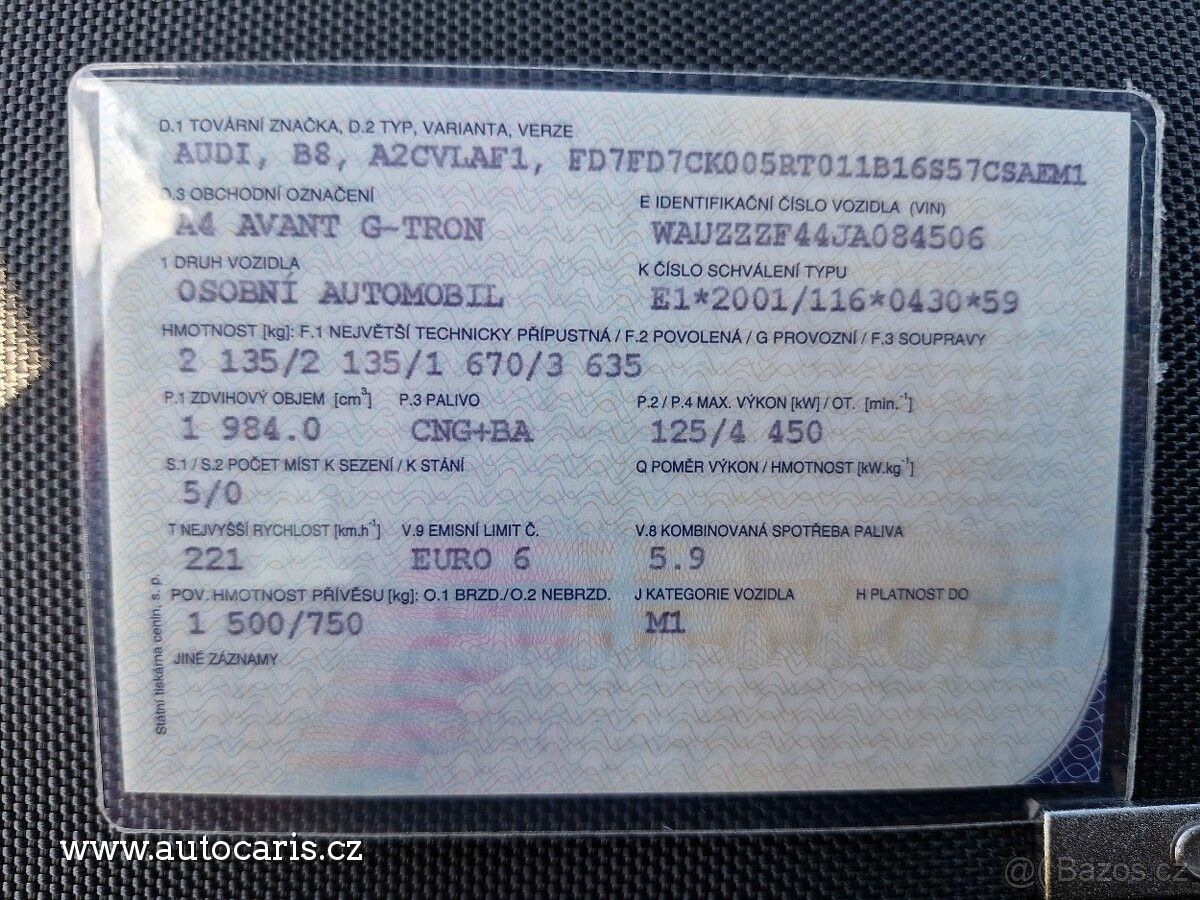 D.1 TOVÁRNÍ ZNAČKA, D.2 TYP, VARIANTA, VERZE
AUDI, B8, A2CVLAF1, FD7FD7CK005RT011B16S57CSAEM1
D.3 OBCHODNÍ OZNAČENÍ
A4 AVANT G-TRON
E IDENTIFIKAČNÍ ČÍSLO VOZIDLA (VIN)
WAUZZZF44JA084506
1 DRUH VOZIDLA
OSOBNÍ AUTOMOBIL
K ČÍSLO SCHVÁLENÍ TYPU
E1*2001/116*0430*59
HMOTNOST [kg]: F.1 NEJVĚTŠÍ TECHNICKY PŘÍPUSTNÁ / F.2 POVOLENÁ / G PROVOZNÍ / F.3 SOUPRAVY
2 135/2 135/1 670/3 635
P.1 ZDVIHOVÝ OBJEM [cm³]
1 984.0
P.3 PALIVO
CNG+BA
P.2 / P.4 MAX. VÝKON [kW] / OT. [min.⁻¹]
125/4 450
S.1 / S.2 POČET MÍST K SEZENÍ / K STÁNÍ
5/0
Q POMĚR VÝKON / HMOTNOST [kW.kg⁻¹]
T NEJVYŠŠÍ RYCHLOST [km.h⁻¹]
221
V.9 EMISNÍ LIMIT Č.
EURO 6
V.8 KOMBINOVANÁ SPOTŘEBA PALIVA
5.9
POV. HMOTNOST PŘÍVĚSU [kg]: O.1 BRZD./O.2 NEBRZD.
1 500/750
J KATEGORIE VOZIDLA
M1
H PLATNOST DO
JINÉ ZÁZNAMY
Státní tiskárna cenin, s. p.
www.autocaris.cz
@Bazos.cz